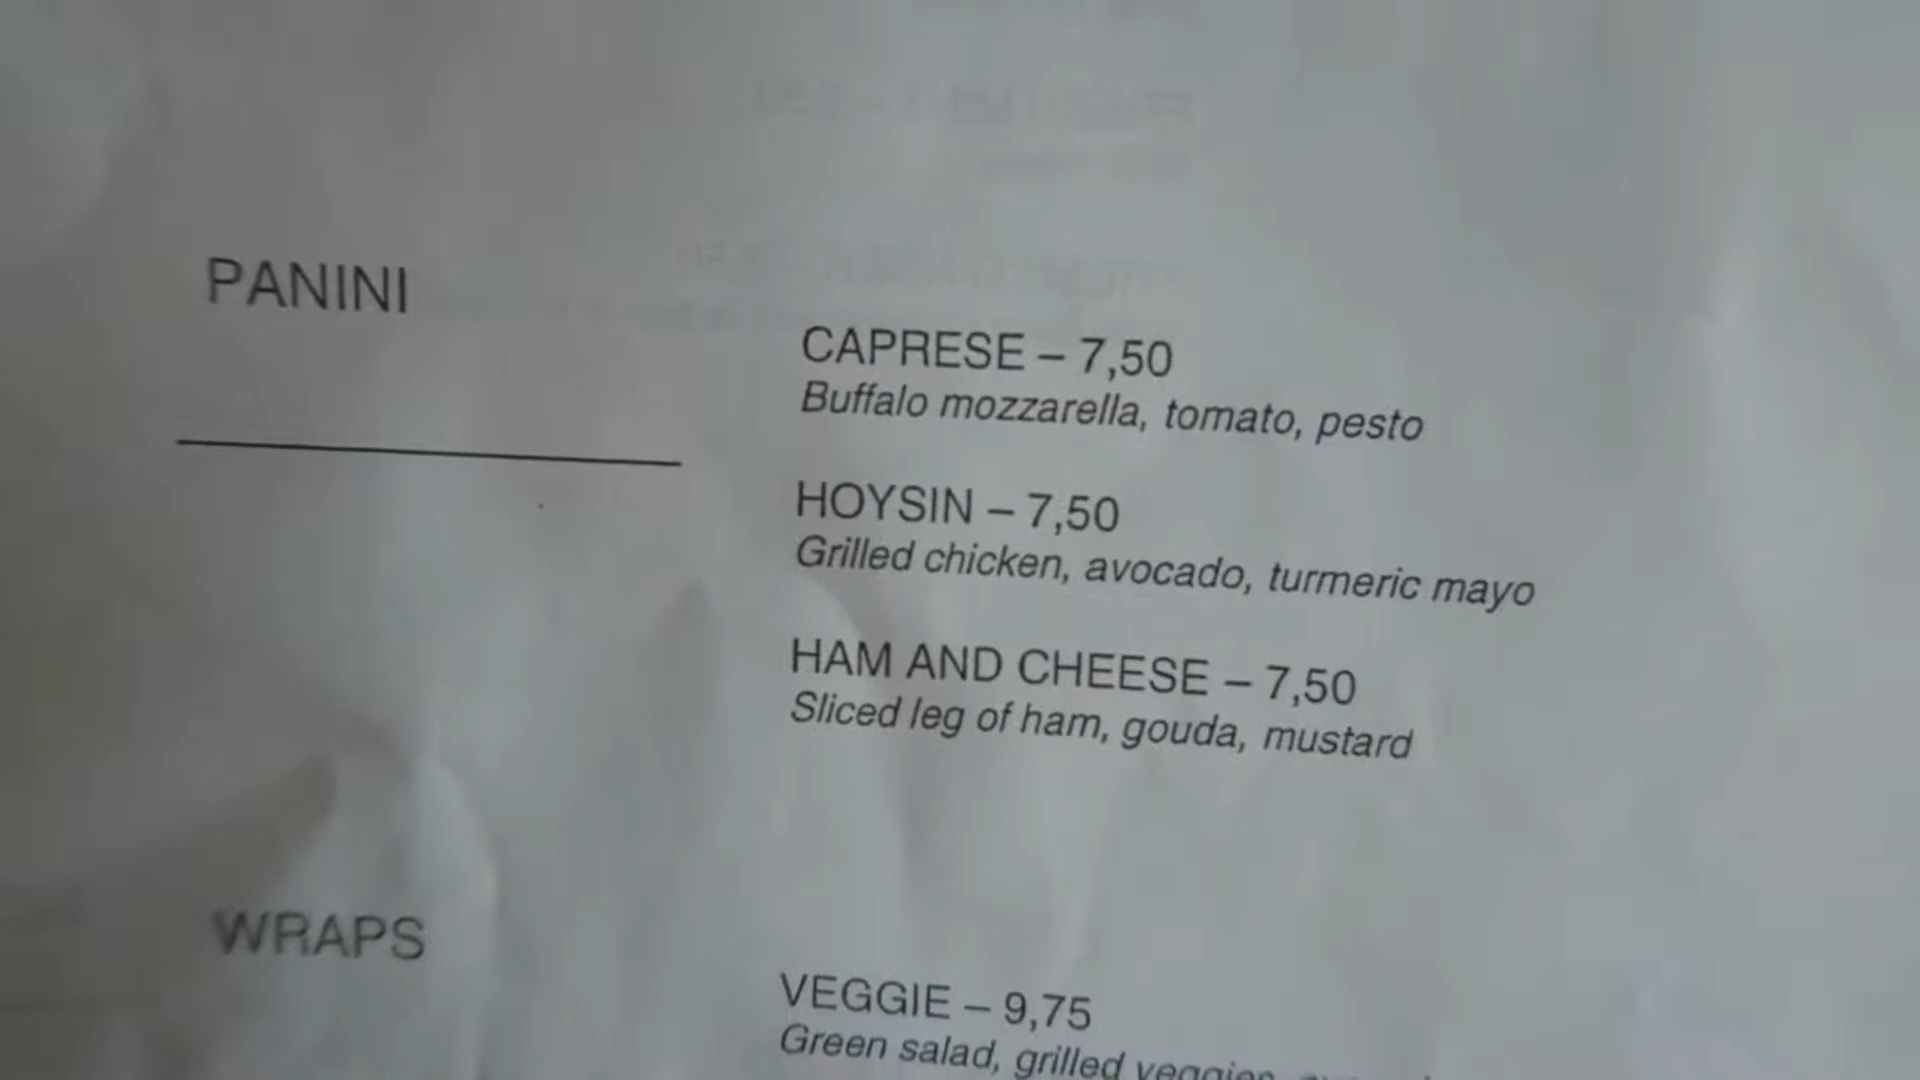 PANINI
CAPRESE – 7,50
Buffalo mozzarella, tomato, pesto
HOYSIN – 7,50
Grilled chicken, avocado, turmeric mayo
HAM AND CHEESE – 7,50
Sliced leg of ham, gouda, mustard
WRAPS
VEGGIE – 9,75
Green salad, grilled veggies,